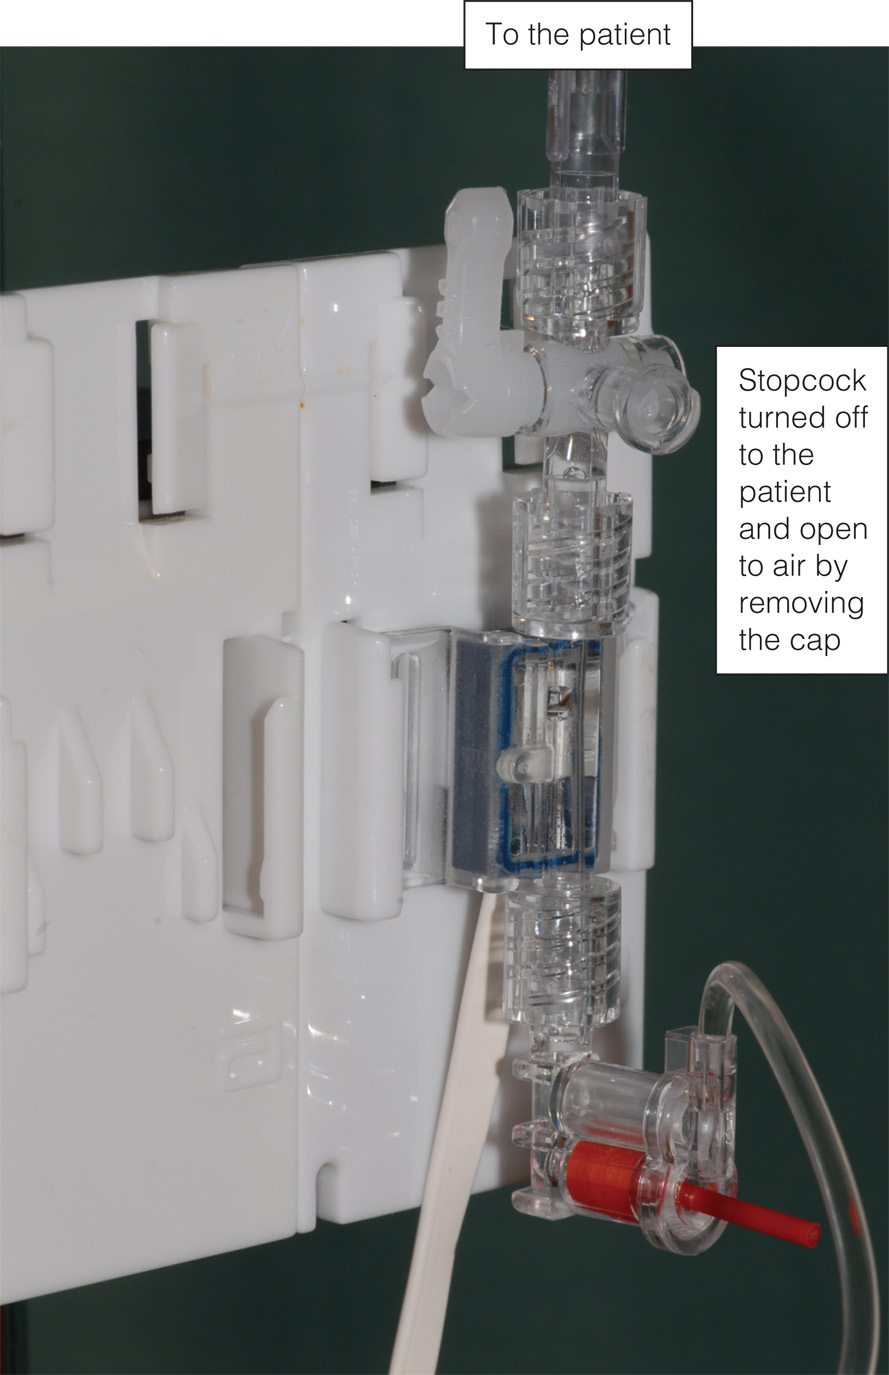 To the patient
Stopcock
turned off
to the
patient
and open
to air by
removing
the cap